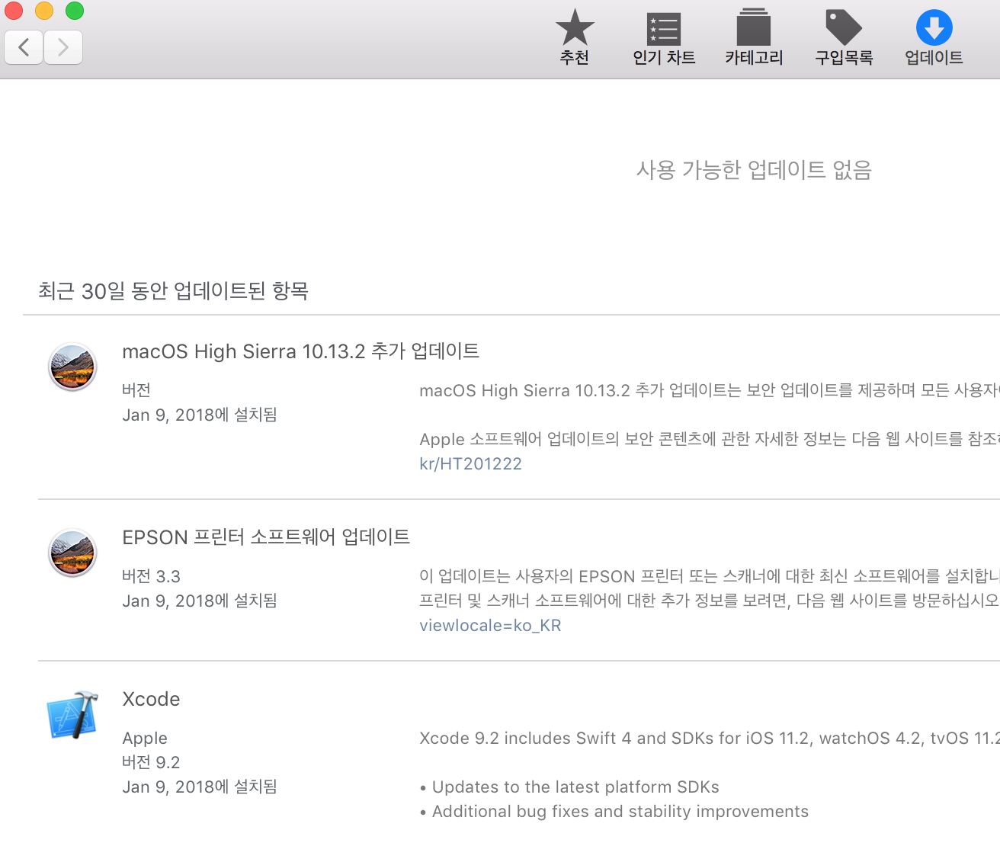 추천
인기 차트
카테고리
구입목록
업데이트
사용 가능한 업데이트 없음
최근 30일 동안 업데이트된 항목
macOS High Sierra 10.13.2 추가 업데이트
버전
Jan 9, 2018에 설치됨
macOS High Sierra 10.13.2 추가 업데이트는 보안 업데이트를 제공하며 모든 사용자
Apple 소프트웨어 업데이트의 보안 콘텐츠에 관한 자세한 정보는 다음 웹 사이트를 참조
kr/HT201222
EPSON 프린터 소프트웨어 업데이트
버전 3.3
Jan 9, 2018에 설치됨
이 업데이트는 사용자의 EPSON 프린터 또는 스캐너에 대한 최신 소프트웨어를 설치합니
프린터 및 스캐너 소프트웨어에 대한 추가 정보를 보려면, 다음 웹 사이트를 방문하십시오
viewlocale=ko_KR
Xcode
Apple
버전 9.2
Jan 9, 2018에 설치됨
Xcode 9.2 includes Swift 4 and SDKs for iOS 11.2, watchOS 4.2, tvOS 11.2
• Updates to the latest platform SDKs
• Additional bug fixes and stability improvements